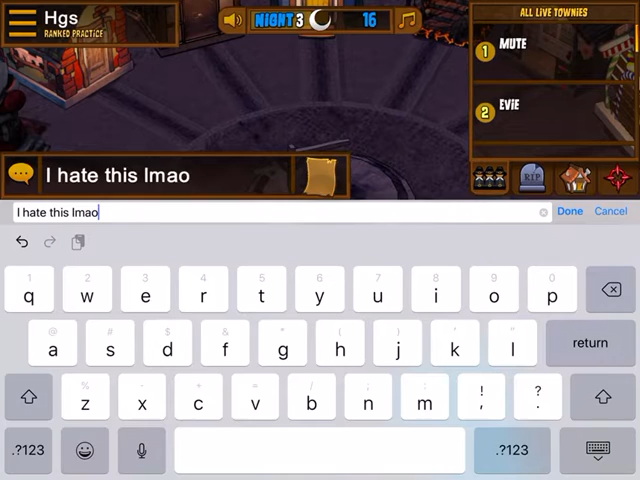 Hgs
RANKED PRACTICE
NIGHT 3
16
ALL LIVE TOWNIES
1 MUTE
2 EVIE
I hate this lmao
RIP
I hate this lmao
Done
Cancel
1 2 3 4 5 6 7 8 9 0
q w e r t y u i o p
@ # $ & * ( ) ' "
a s d f g h j k l
return
% - + = / ; :
z x c v b n m ! , ? .
.?123
.?123